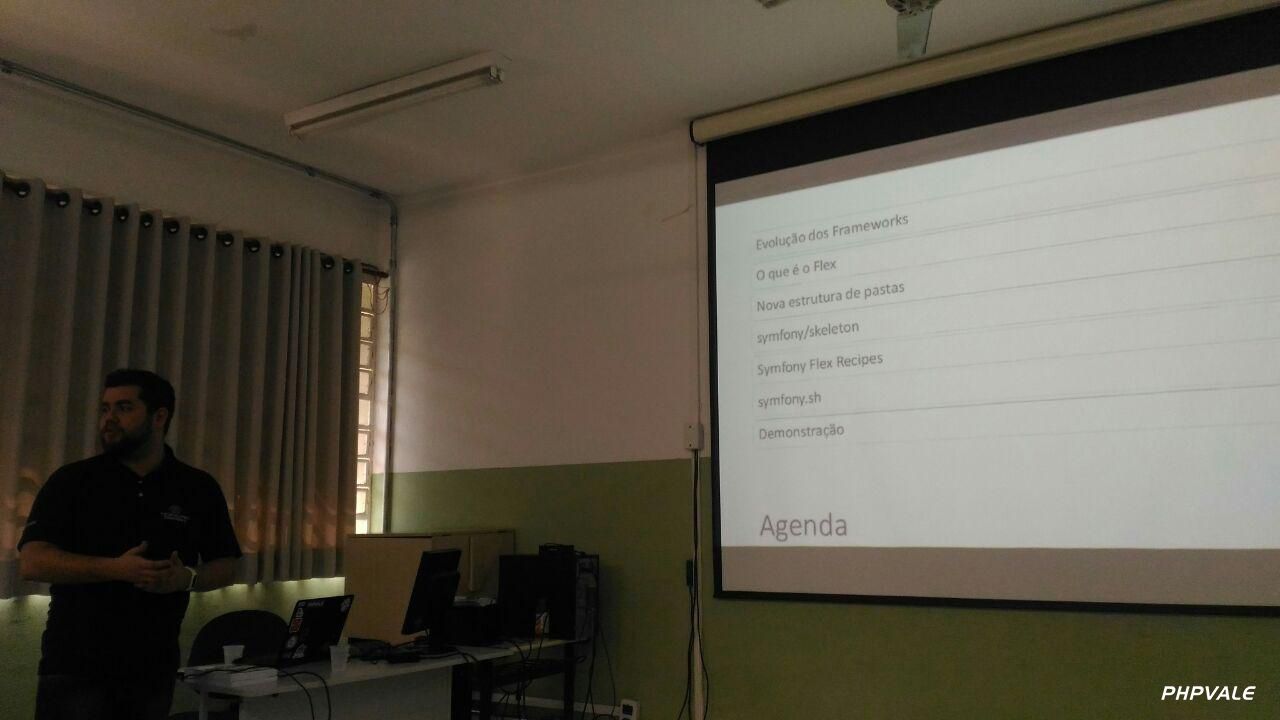 Evolução dos Frameworks
O que é o Flex
Nova estrutura de pastas
symfony/skeleton
Symfony Flex Recipes
symfony.sh
Demonstração
Agenda
PHPVALE